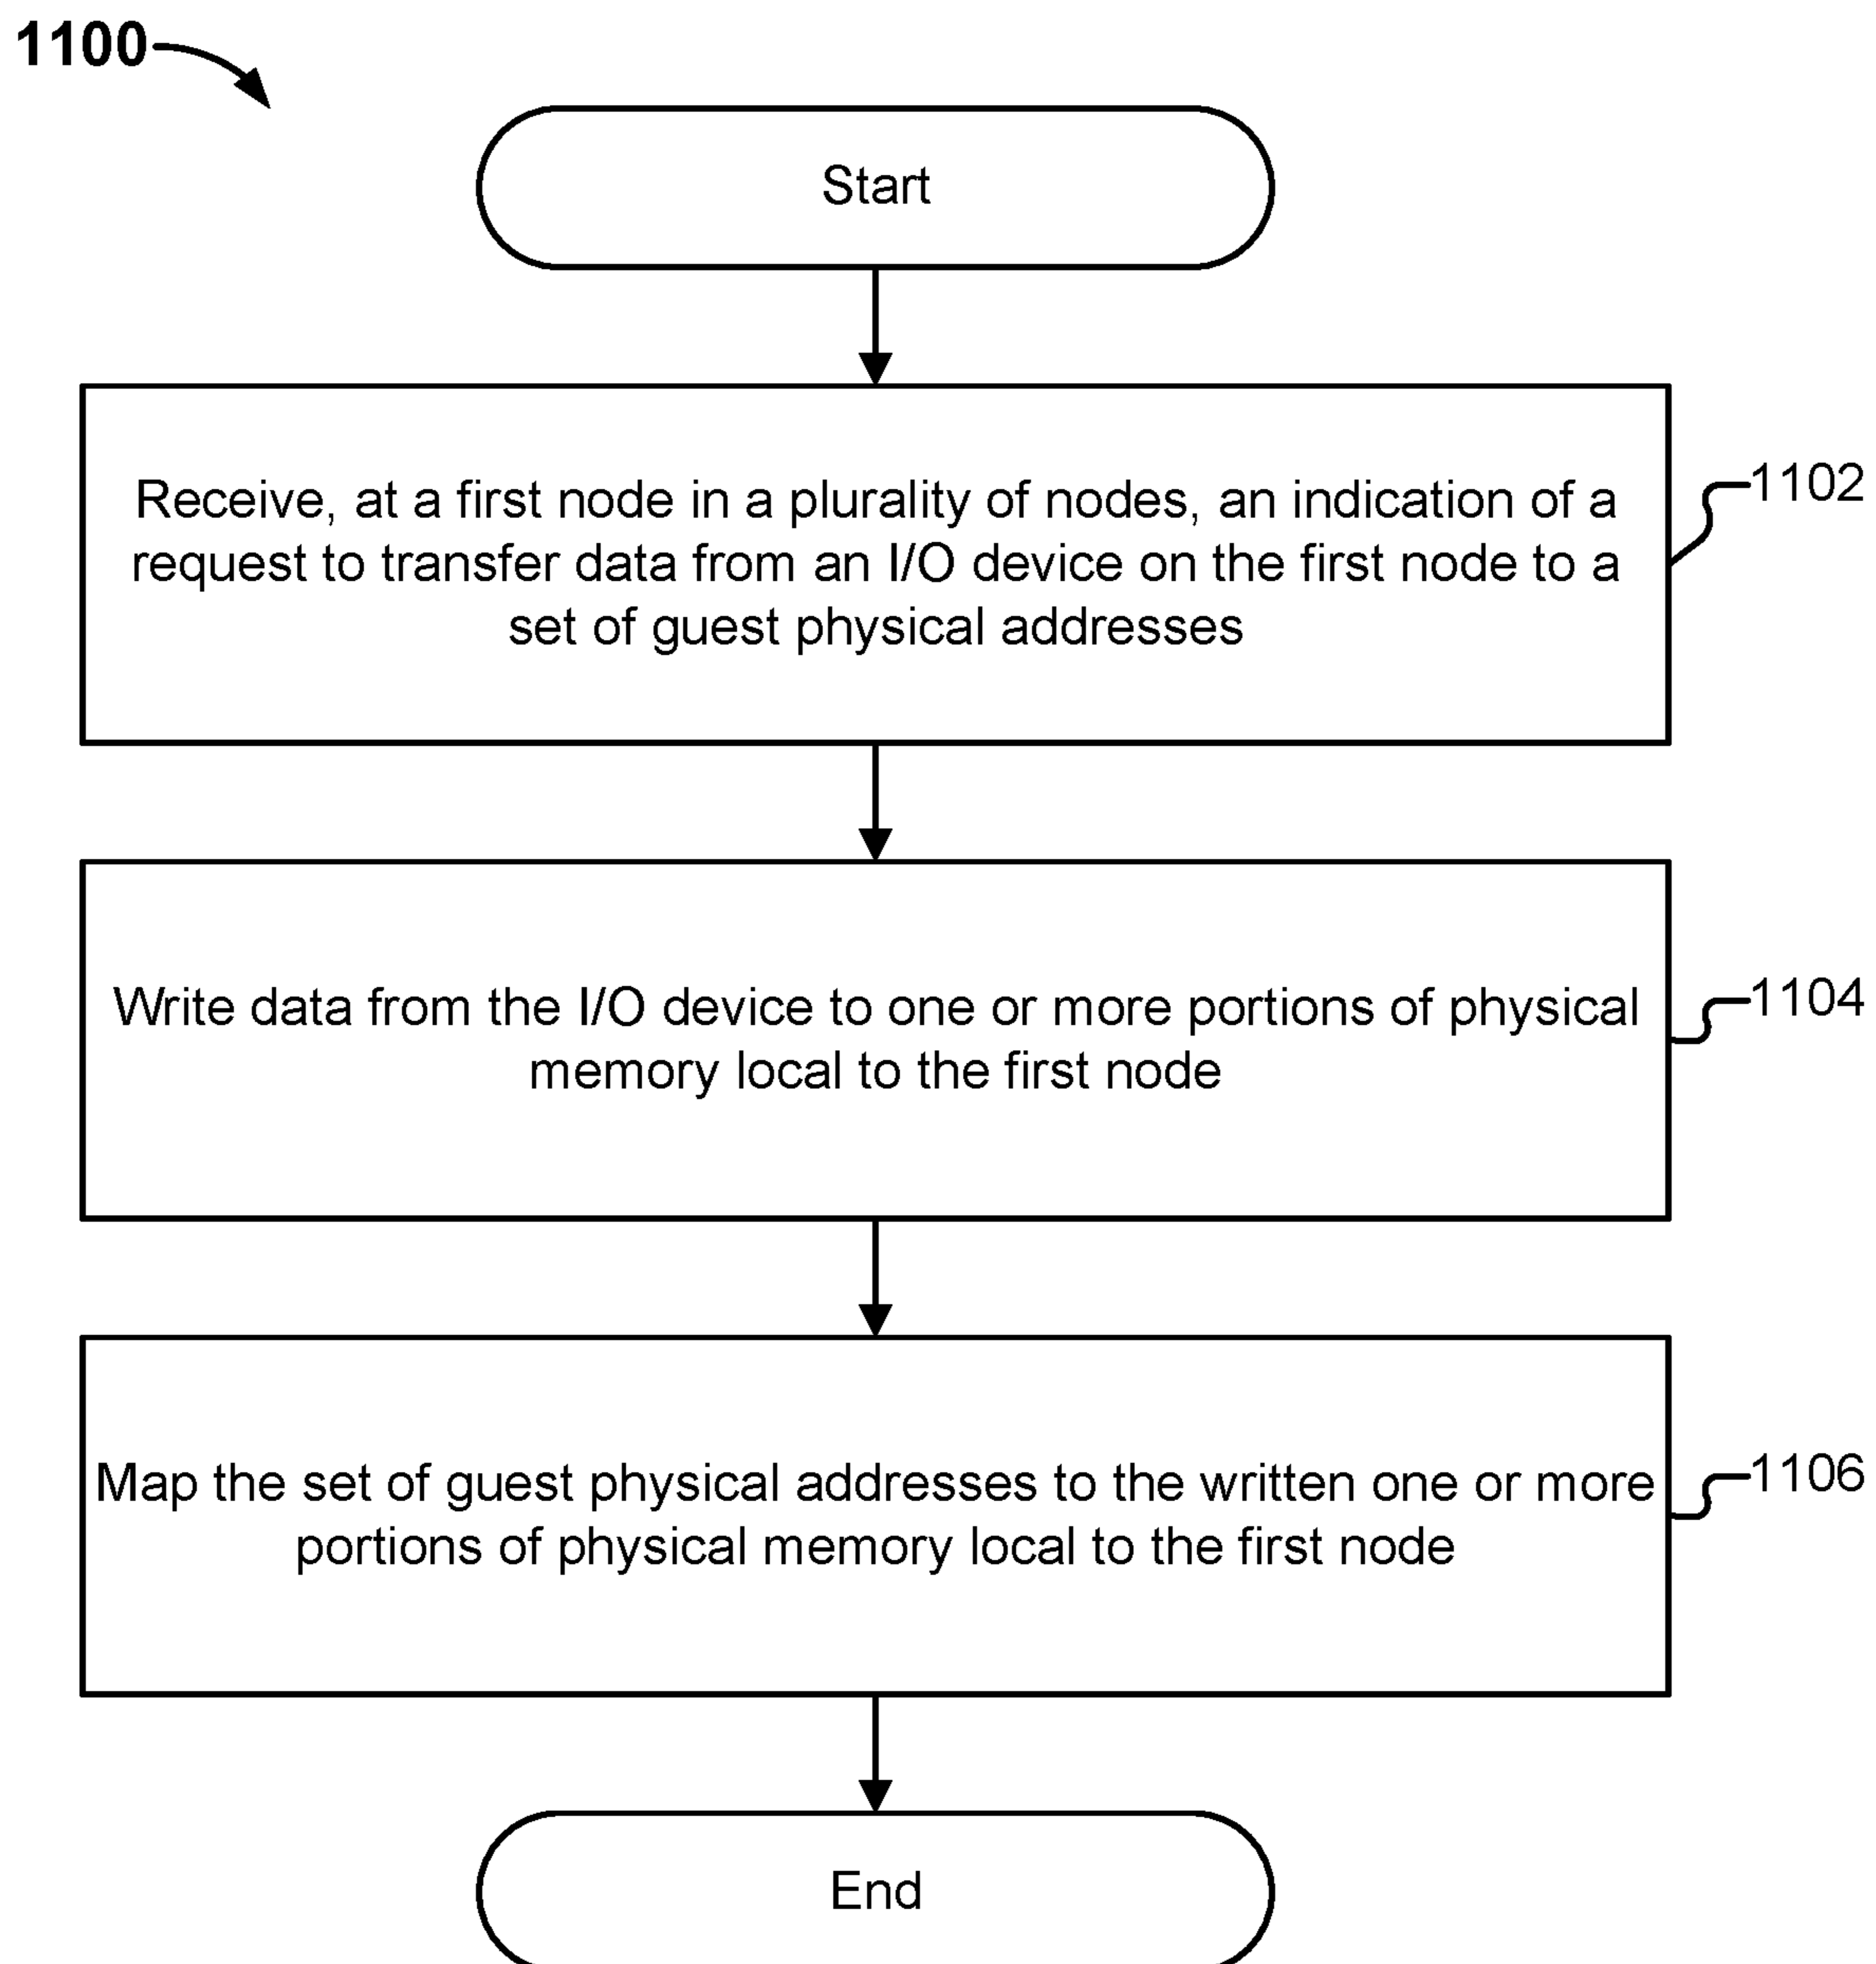 1100
Start
Receive, at a first node in a plurality of nodes, an indication of a
request to transfer data from an I/O device on the first node to a
set of guest physical addresses
1102
Write data from the I/O device to one or more portions of physical
memory local to the first node
1104
Map the set of guest physical addresses to the written one or more
portions of physical memory local to the first node
1106
End